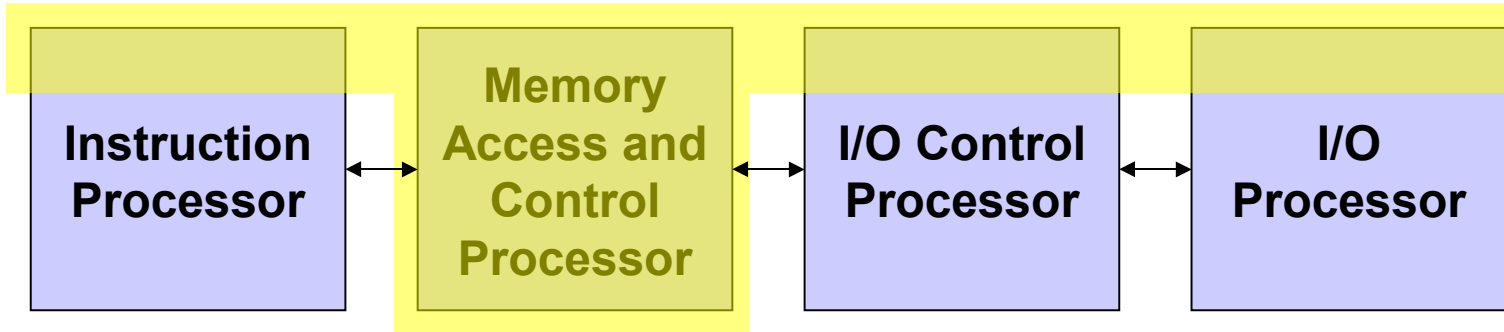 Instruction
Processor
Memory
Access and
Control
Processor
I/O Control
Processor
I/O
Processor